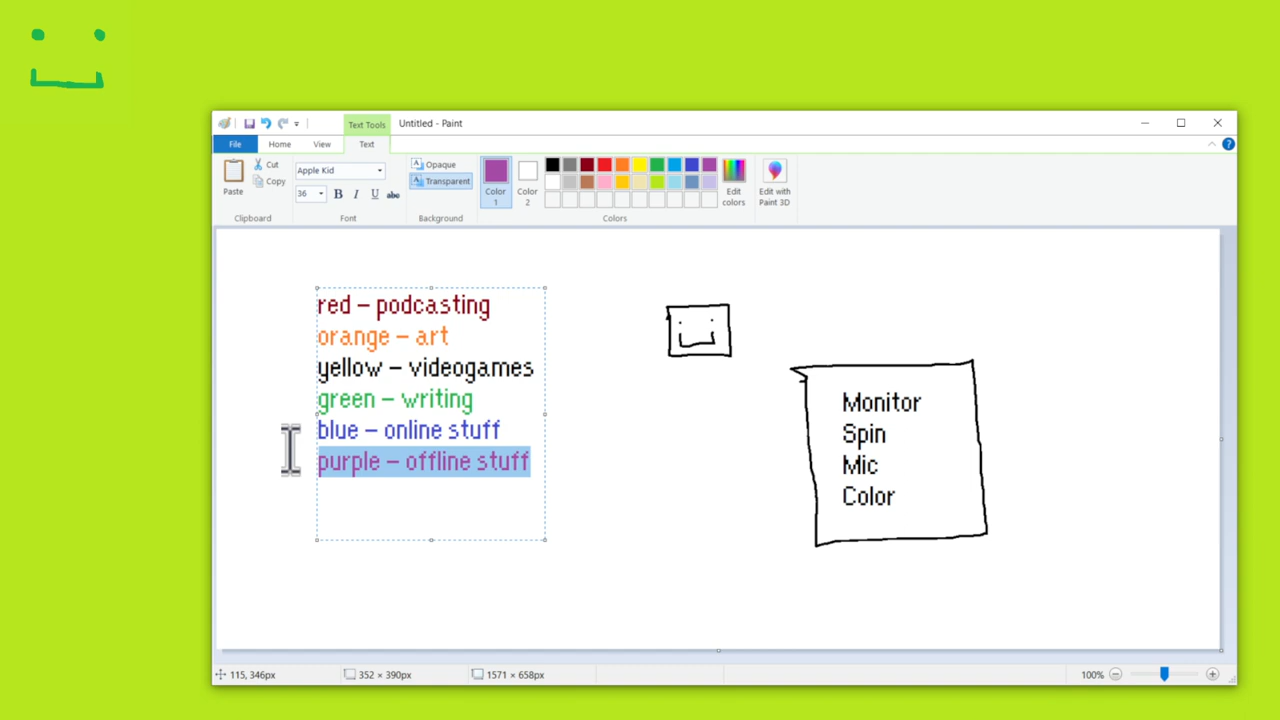 Text Tools
Untitled - Paint
File
Home
View
Text
Paste
Cut
Copy
Clipboard
Apple Kid
36
B I U abc
Font
Opaque
Transparent
Background
Color 1
Color 2
Colors
Edit colors
Edit with Paint 3D
red – podcasting
orange – art
yellow – videogames
green – writing
blue – online stuff
purple – offline stuff
Monitor
Spin
Mic
Color
115, 346px
352 × 390px
1571 × 658px
100%